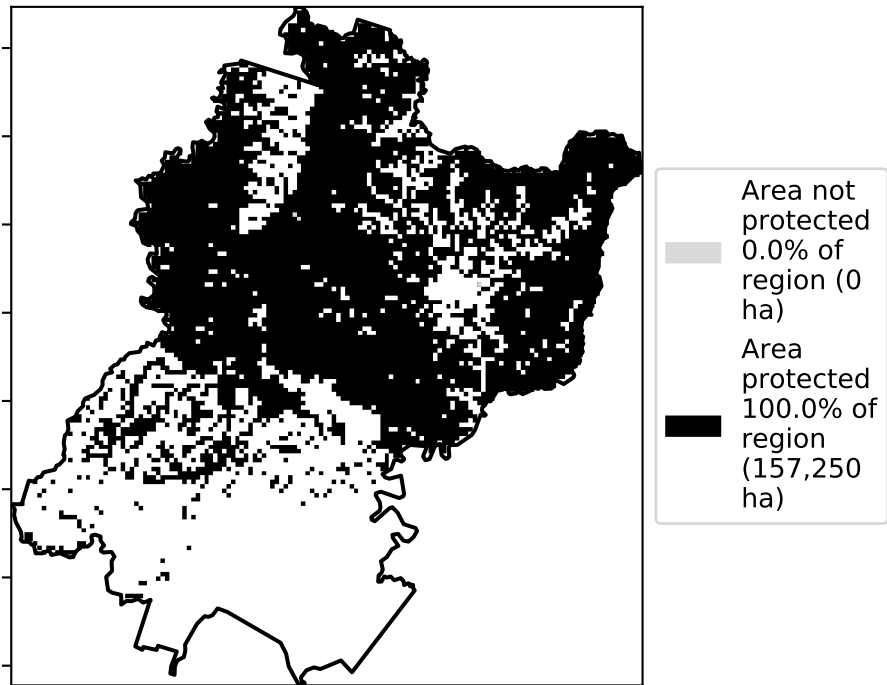 Area not
protected
0.0% of
region (0
ha)
Area
protected
100.0% of
region
(157,250
ha)